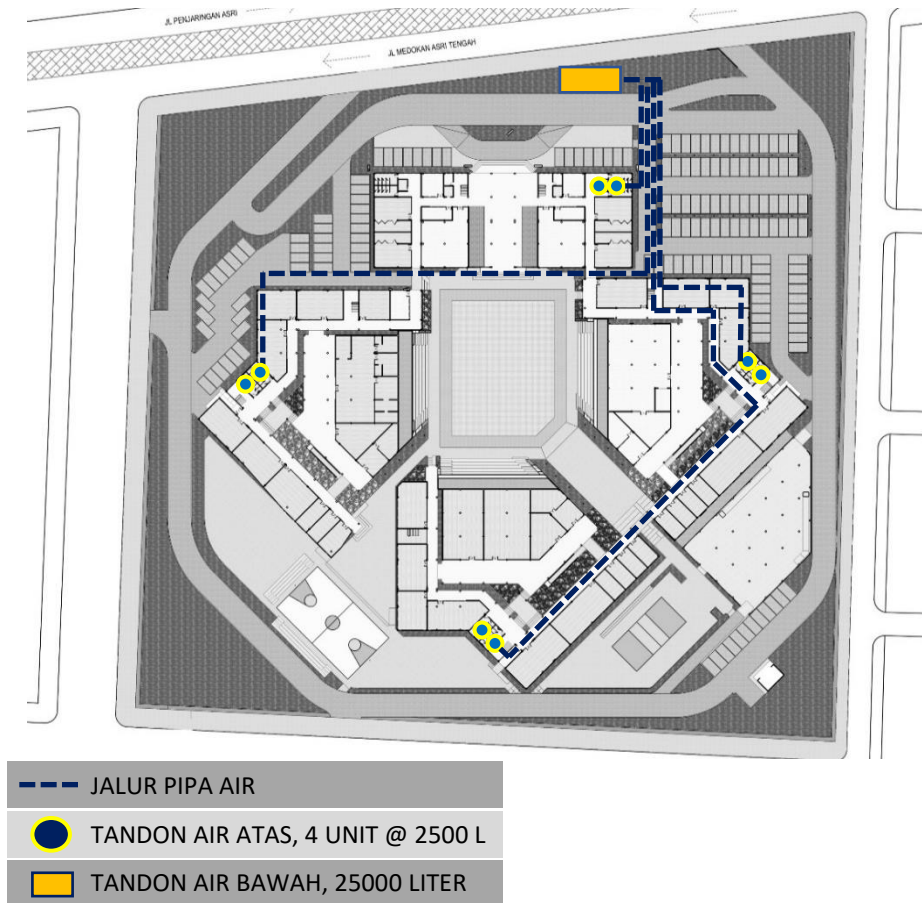 JL PENJARINGAN ASRI
JL MEDOKAN ASRI TENGAH
JALUR PIPA AIR
TANDON AIR ATAS, 4 UNIT @ 2500 L
TANDON AIR BAWAH, 25000 LITER